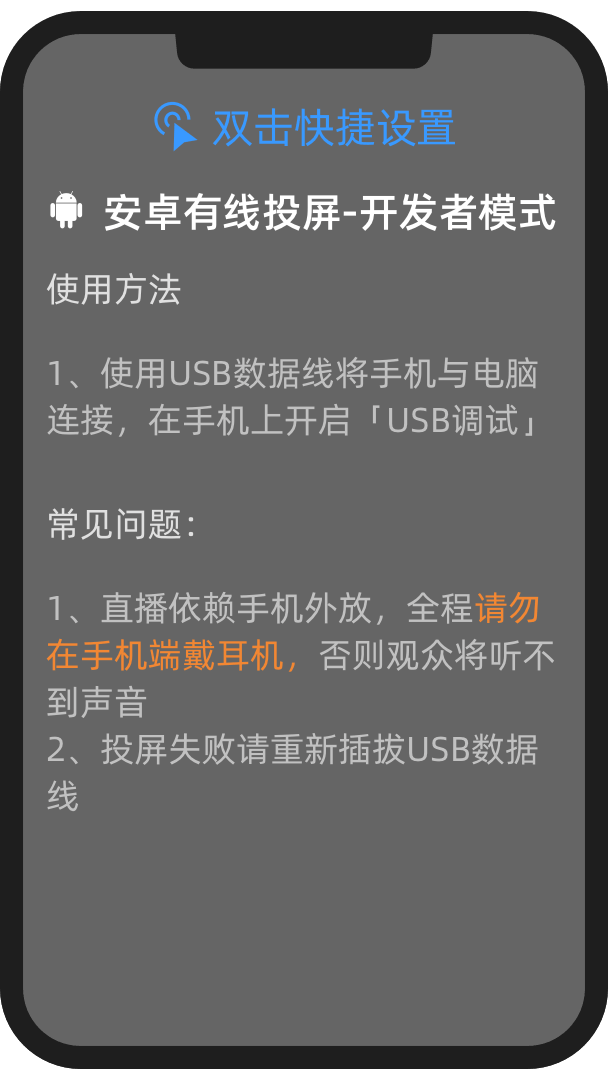 双击快捷设置
安卓有线投屏-开发者模式
使用方法
1、使用USB数据线将手机与电脑
连接，在手机上开启「USB调试」
常见问题：
1、直播依赖手机外放，全程请勿
在手机端戴耳机，否则观众将听不
到声音
2、投屏失败请重新插拔USB数据
线